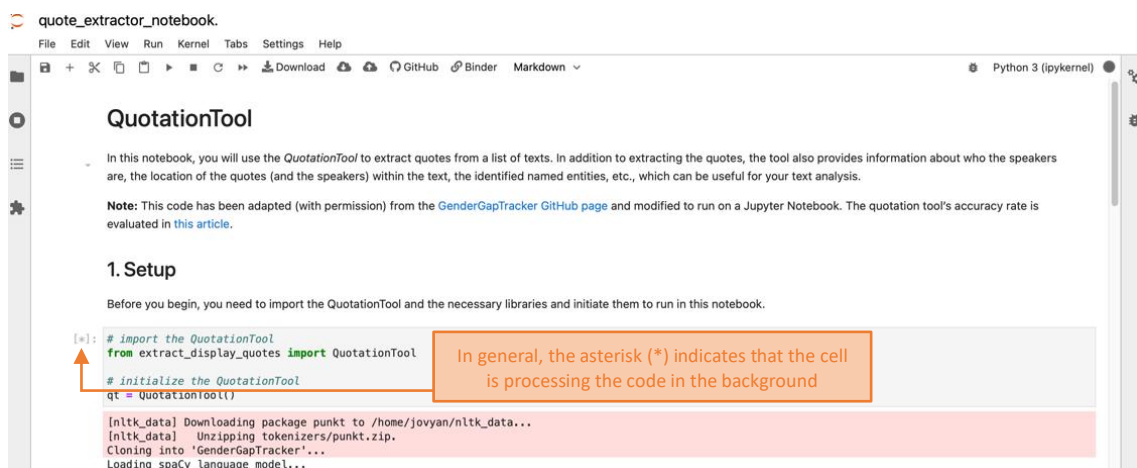 quote_extractor_notebook.
File Edit View Run Kernel Tabs Settings Help
Download GitHub Binder Markdown Python 3 (ipykernel)
QuotationTool
In this notebook, you will use the QuotationTool to extract quotes from a list of texts. In addition to extracting the quotes, the tool also provides information about who the speakers
are, the location of the quotes (and the speakers) within the text, the identified named entities, etc., which can be useful for your text analysis.
Note: This code has been adapted (with permission) from the GenderGapTracker GitHub page and modified to run on a Jupyter Notebook. The quotation tool's accuracy rate is
evaluated in this article.
1. Setup
Before you begin, you need to import the QuotationTool and the necessary libraries and initiate them to run in this notebook.
[*]: # import the QuotationTool
from extract_display_quotes import QuotationTool
In general, the asterisk (*) indicates that the cell
is processing the code in the background
# initialize the QuotationTool
qt = QuotationTool()
[nltk_data] Downloading package punkt to /home/jovyan/nltk_data...
[nltk_data] Unzipping tokenizers/punkt.zip.
Cloning into 'GenderGapTracker'...
Loading spaCy language model...